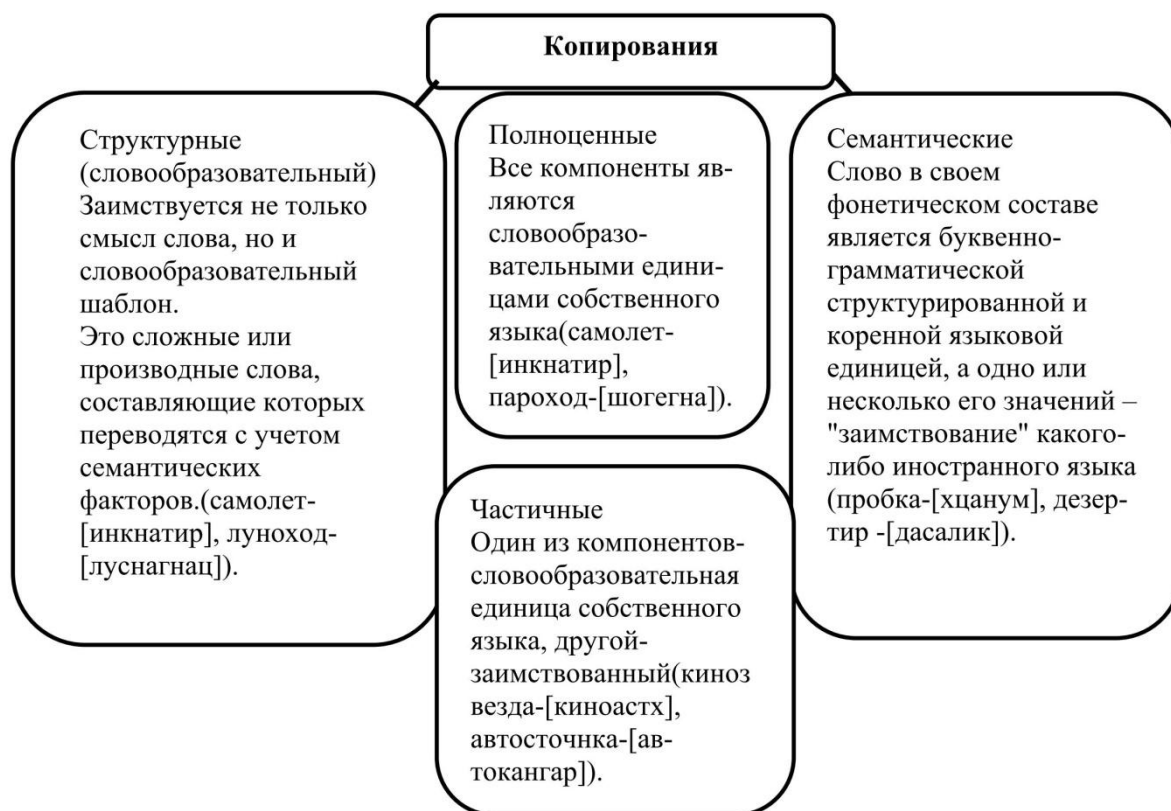 Копирования
Структурные
(словообразовательный)
Заимствуется не только
смысл слова, но и
словообразовательный
шаблон.
Это сложные или
производные слова,
составляющие которых
переводятся с учетом
семантических
факторов.(самолет-
[инкнатир], луноход-
[луснагнац]).
Полноценные
Все компоненты яв-
ляются
словообразо-
вательными едини-
цами собственного
языка(самолет-
[инкнатир],
пароход-[шогегна]).
Частичные
Один из компонентов-
словообразовательная
единица собственного
языка, другой-
заимствованный(киноз
везда-[киноастх],
автосточнка-[ав-
токангар]).
Семантические
Слово в своем
фонетическом составе
является буквенно-
грамматической
структурированной и
коренной языковой
единицей, а одно или
несколько его значений –
"заимствование" какого-
либо иностранного языка
(пробка-[хцанум], дезер-
тир -[дасалик]).